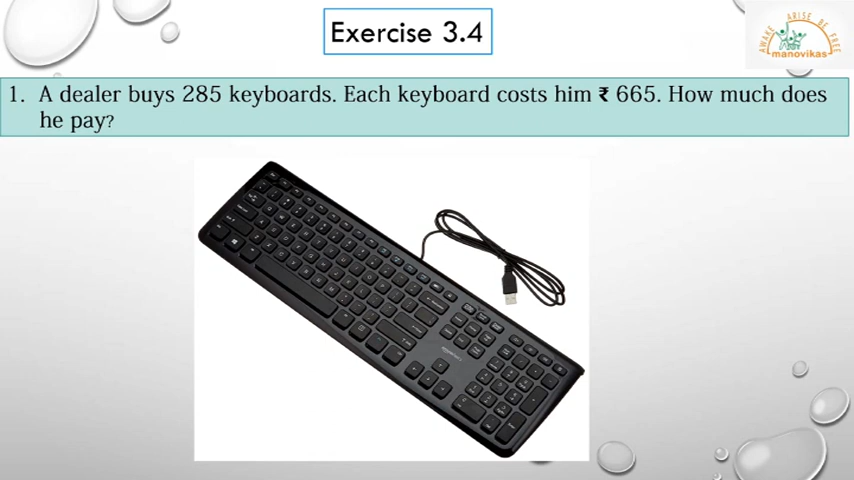 Exercise 3.4
AWAKE ARISE BE FREE
manovikas
1. A dealer buys 285 keyboards. Each keyboard costs him ₹ 665. How much does
he pay?